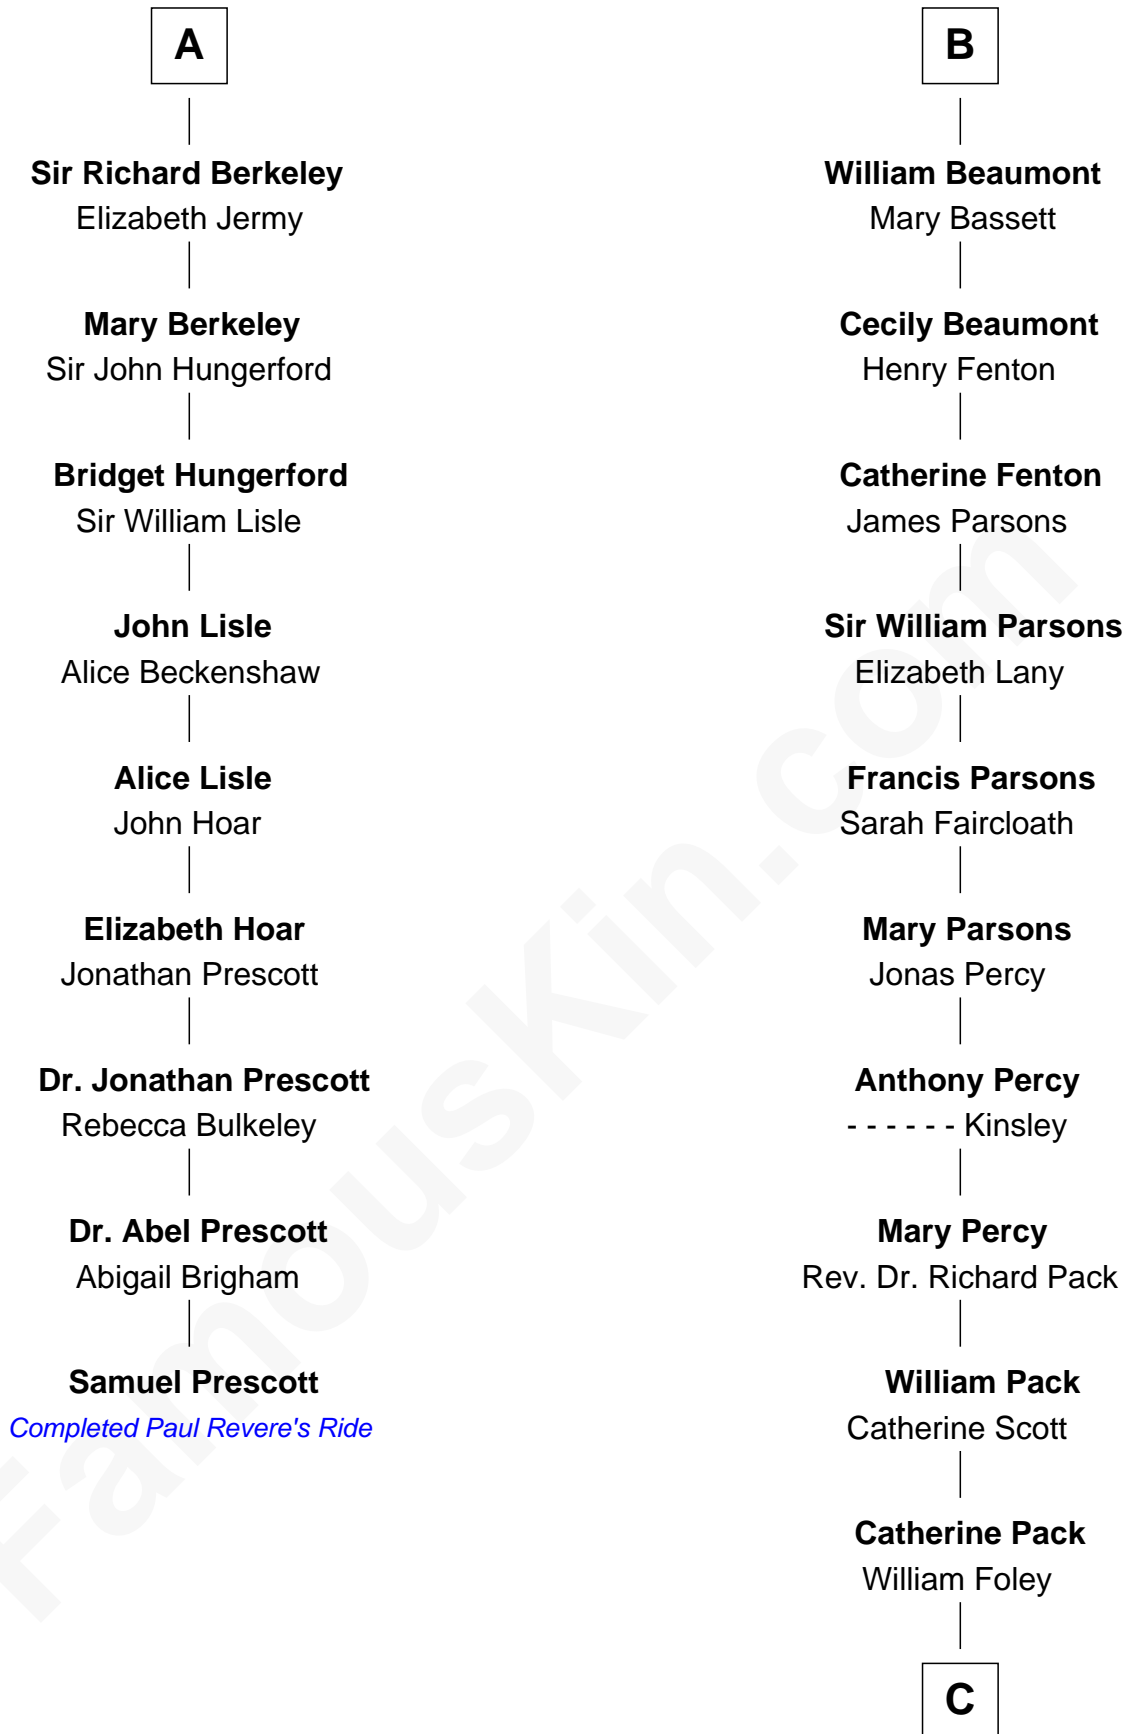 A
Sir Richard Berkeley
Elizabeth Jermy
Mary Berkeley
Sir John Hungerford
Bridget Hungerford
Sir William Lisle
John Lisle
Alice Beckenshaw
Alice Lisle
John Hoar
Elizabeth Hoar
Jonathan Prescott
Dr. Jonathan Prescott
Rebecca Bulkeley
Dr. Abel Prescott
Abigail Brigham
Samuel Prescott
Completed Paul Revere's Ride
B
William Beaumont
Mary Bassett
Cecily Beaumont
Henry Fenton
Catherine Fenton
James Parsons
Sir William Parsons
Elizabeth Lany
Francis Parsons
Sarah Faircloath
Mary Parsons
Jonas Percy
Anthony Percy
- - - - - - Kinsley
Mary Percy
Rev. Dr. Richard Pack
William Pack
Catherine Scott
Catherine Pack
William Foley
C
FamousKin.com